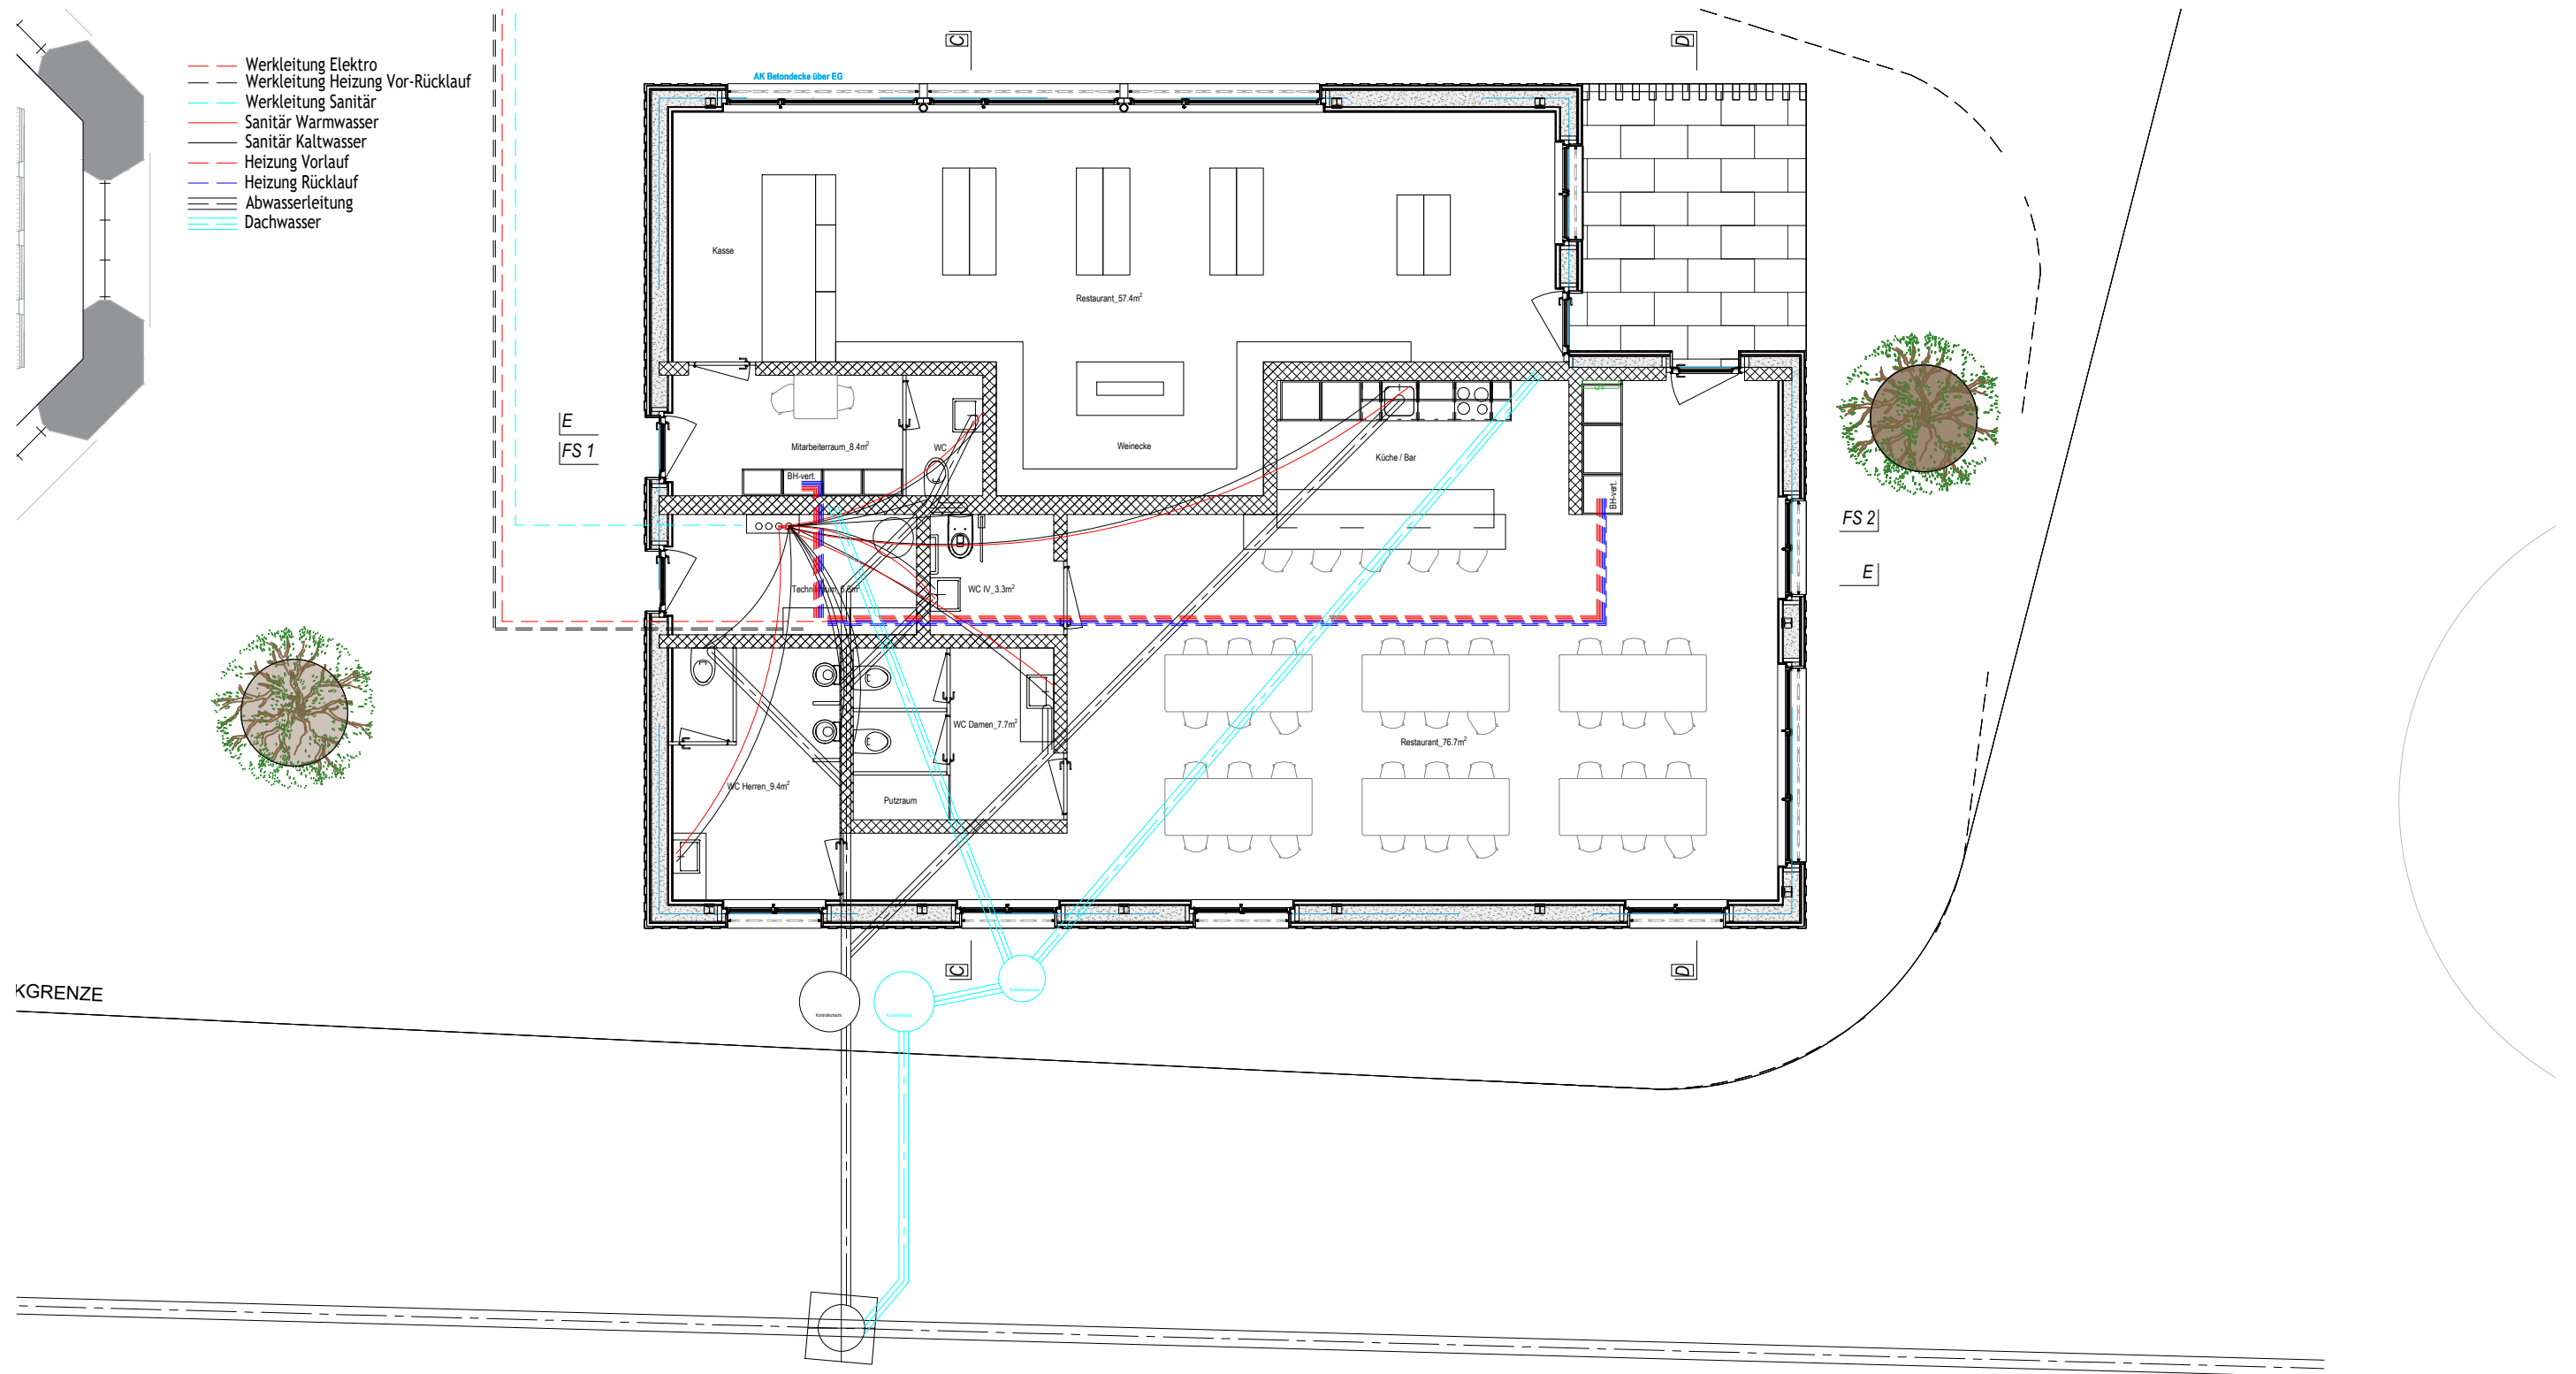 Werkleitung Elektro
Werkleitung Heizung Vor-Rücklauf
Werkleitung Sanitär
Sanitär Warmwasser
Sanitär Kaltwasser
Heizung Vorlauf
Heizung Rücklauf
Abwasserleitung
Dachwasser
C
D
AK Betondecke über EG
Kasse
Restaurant_57.4m²
E
FS 1
Mitarbeiterraum_8.4m²
WC
Weinecke
Küche / Bar
BH-vert.
BH-vert.
FS 2
E
WC IV_3.3m²
WC Damen_7.7m²
Restaurant_76.7m²
WC Herren_9.4m²
Putzraum
C
D
KGRENZE
Kontrollschacht